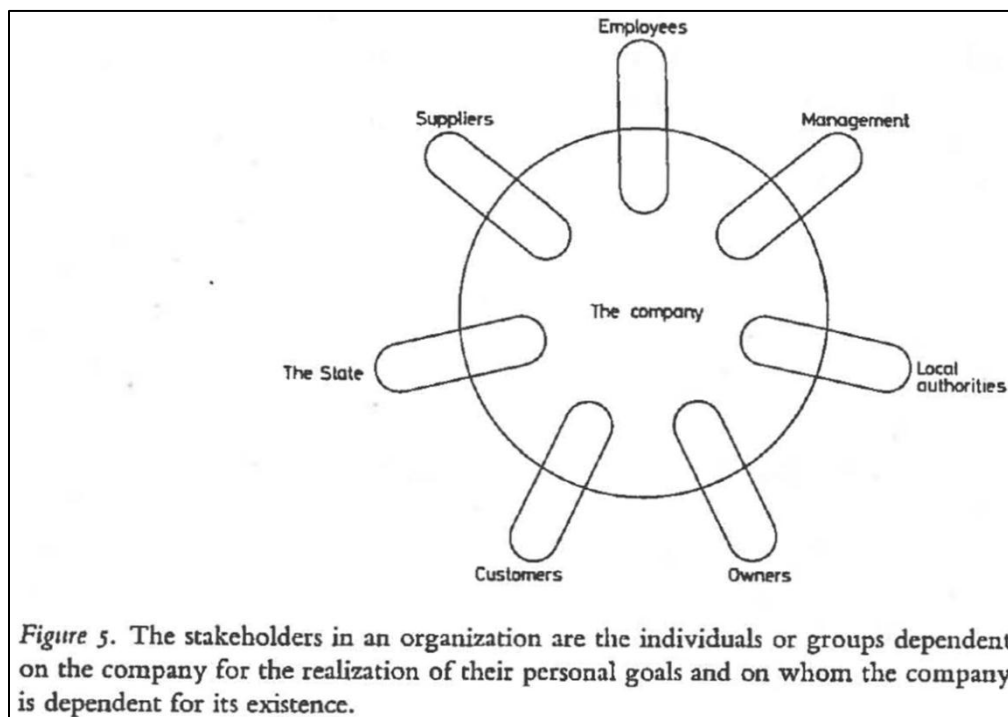 Employees
Suppliers
Management
The company
The State
Local
authorities
Customers
Owners
Figure 5. The stakeholders in an organization are the individuals or groups dependent
on the company for the realization of their personal goals and on whom the company
is dependent for its existence.